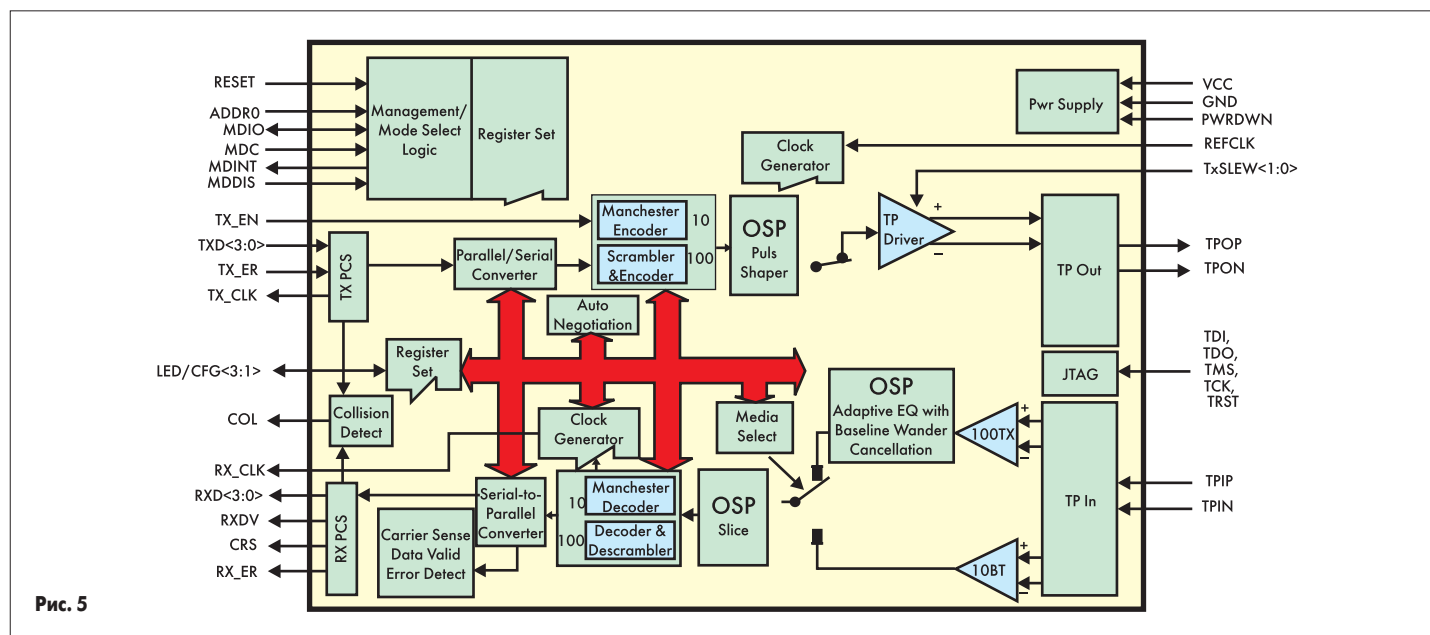 RESET
ADDR0
MDIO
MDC
MDINT
MDDIS
Management/
Mode Select
Logic
Register Set
Clock
Generator
Pwr Supply
VCC
GND
PWRDWN
REFCLK
TxSLEW<1:0>
TX_EN
TXD<3:0>
TX_ER
TX_CLK
TX PCS
Parallel/Serial
Converter
Manchester
Encoder
10
Scrambler
&Encoder
100
OSP
Puls
Shaper
TP
Driver
+
−
TP Out
TPOP
TPON
Auto
Negotiation
LED/CFG<3:1>
Register
Set
JTAG
TDI,
TDO,
TMS,
TCK,
TRST
COL
Collision
Detect
Clock
Generator
Media
Select
OSP
Adaptive EQ with
Baseline Wander
Cancellation
100TX
+
−
RX_CLK
RXD<3:0>
RXDV
CRS
RX_ER
RX PCS
Carrier Sense
Data Valid
Error Detect
Serial-to-
Parallel
Converter
10
Manchester
Decoder
100
Decoder &
Descrambler
OSP
Slice
10BT
+
−
TP In
TPIP
TPIN
Рис. 5